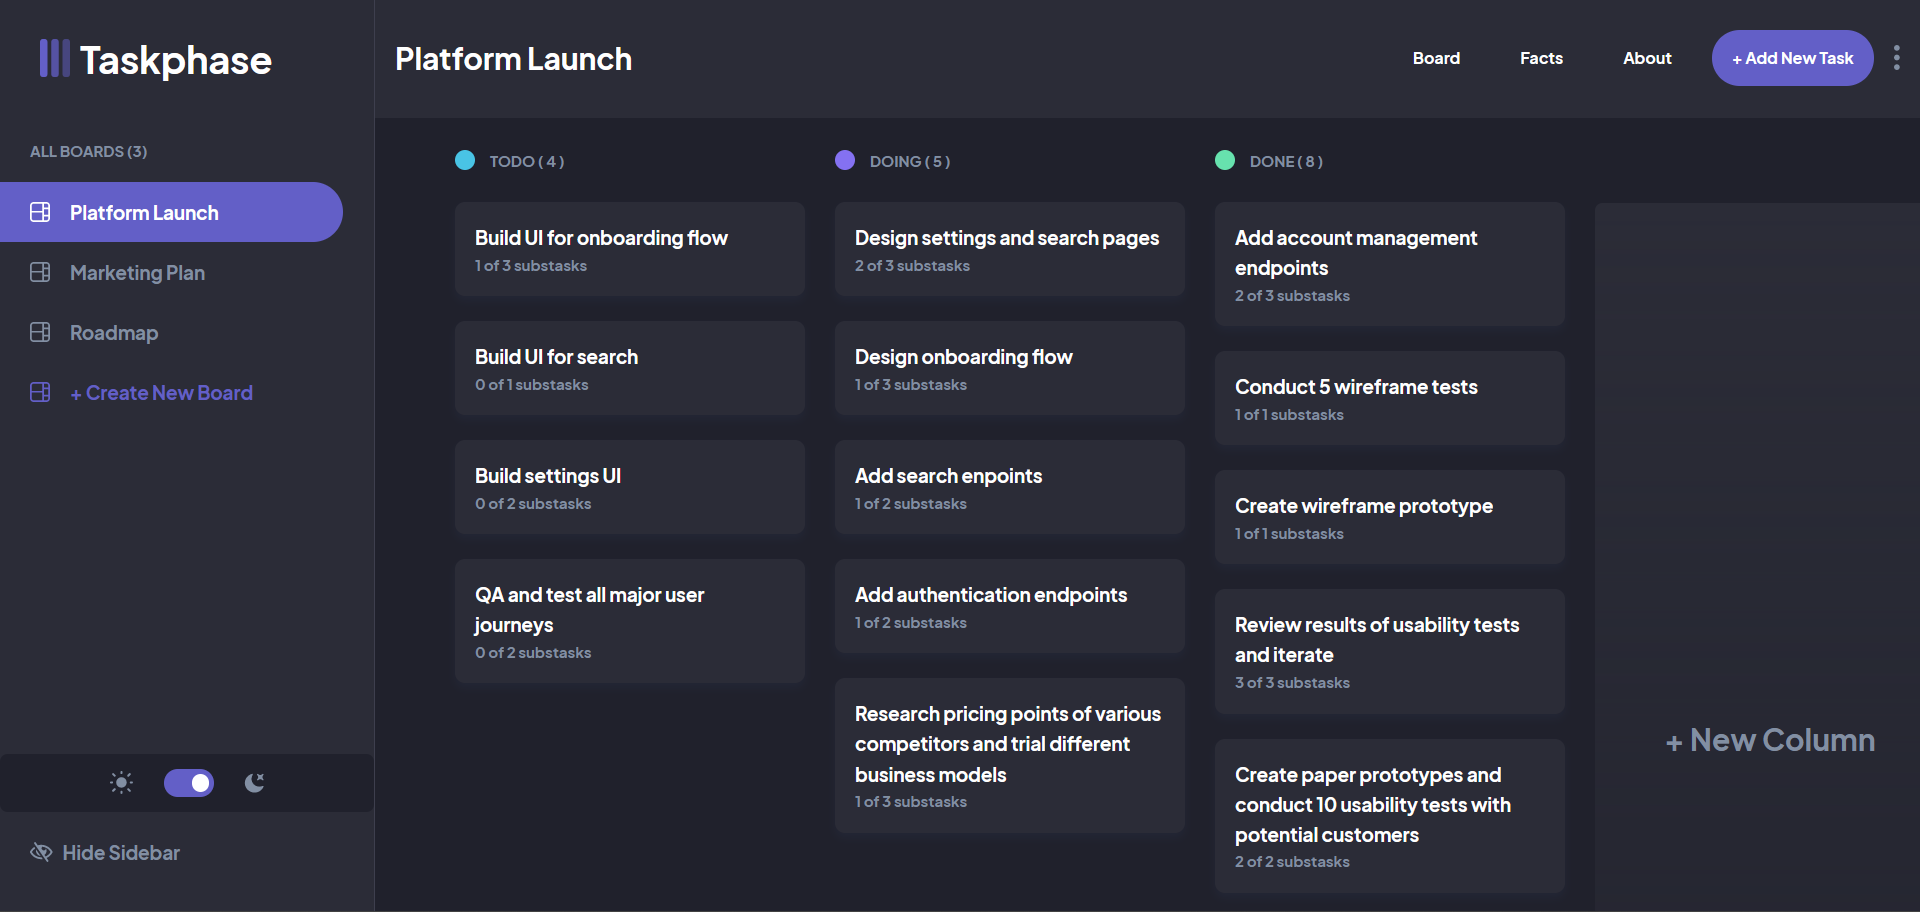 Taskphase
Platform Launch
Board
Facts
About
+ Add New Task
ALL BOARDS (3)
Platform Launch
Marketing Plan
Roadmap
+ Create New Board
Hide Sidebar
TODO ( 4 )
Build UI for onboarding flow
1 of 3 substasks
Build UI for search
0 of 1 substasks
Build settings UI
0 of 2 substasks
QA and test all major user
journeys
0 of 2 substasks
DOING ( 5 )
Design settings and search pages
2 of 3 substasks
Design onboarding flow
1 of 3 substasks
Add search enpoints
1 of 2 substasks
Add authentication endpoints
1 of 2 substasks
Research pricing points of various
competitors and trial different
business models
1 of 3 substasks
DONE ( 8 )
Add account management
endpoints
2 of 3 substasks
Conduct 5 wireframe tests
1 of 1 substasks
Create wireframe prototype
1 of 1 substasks
Review results of usability tests
and iterate
3 of 3 substasks
Create paper prototypes and
conduct 10 usability tests with
potential customers
2 of 2 substasks
+ New Column